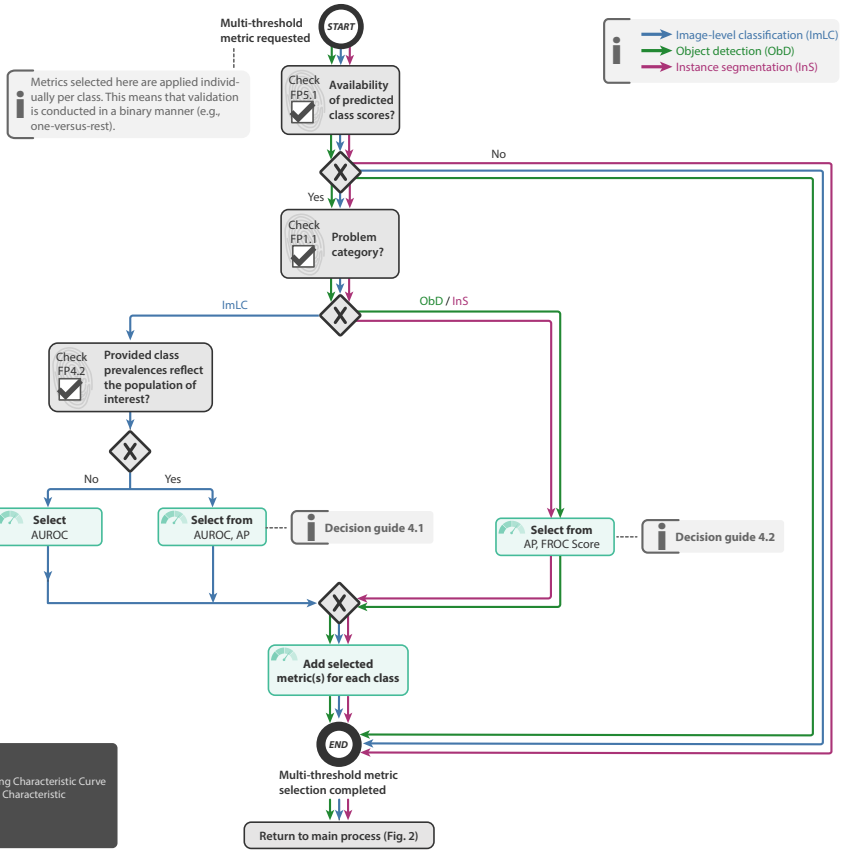 Multi-threshold
metric requested
START
Image-level classification (ImLC)
Object detection (ObD)
Instance segmentation (InS)
i
Metrics selected here are applied individ-
ually per class. This means that validation
is conducted in a binary manner (e.g.,
one-versus-rest).
i
Check
FP5.1
Availability
of predicted
class scores?
No
X
Yes
Check
FP1.1
Problem
category?
ImLC
ObD / InS
X
Check
FP4.2
Provided class
prevalences reflect
the population of
interest?
X
No
Yes
Select
AUROC
Select from
AUROC, AP
i
Decision guide 4.1
Select from
AP, FROC Score
i
Decision guide 4.2
X
Add selected
metric(s) for each class
END
Multi-threshold metric
selection completed
ng Characteristic Curve
Characteristic
Return to main process (Fig. 2)